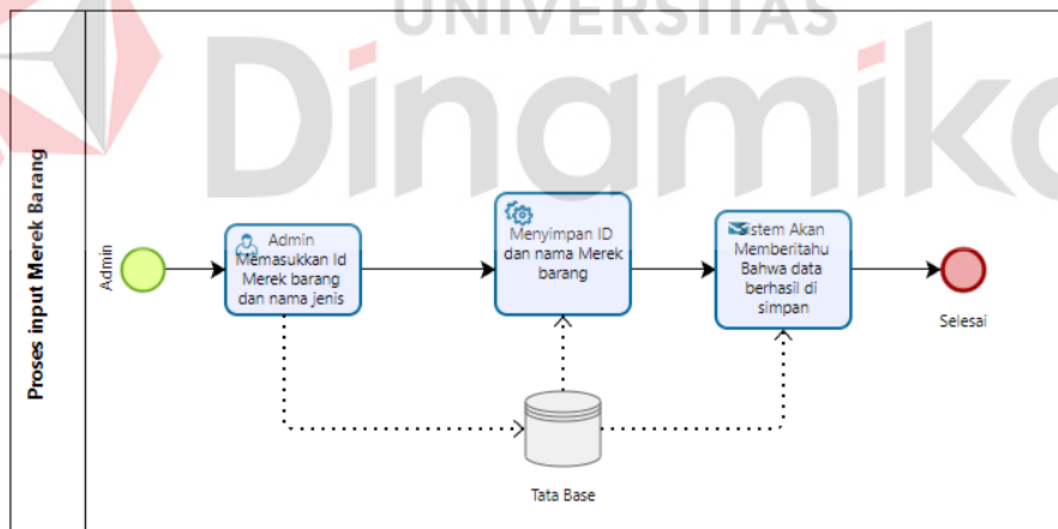 UNIVERSITAS
Dinamika
Proses input Merek Barang
Admin
Admin
Memasukkan Id
Merek barang
dan nama jenis
Menyimpan ID
dan nama Merek
barang
Sistem Akan
Memberitahu
Bahwa data
berhasil di
simpan
Selesai
Tata Base